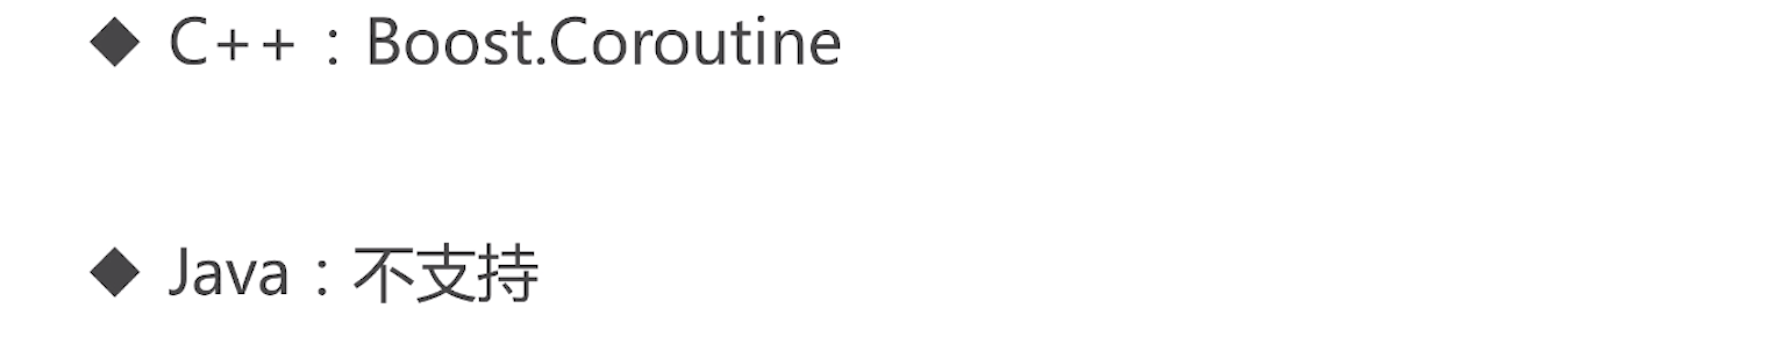 ◆ C++：Boost.Coroutine
◆ Java：不支持